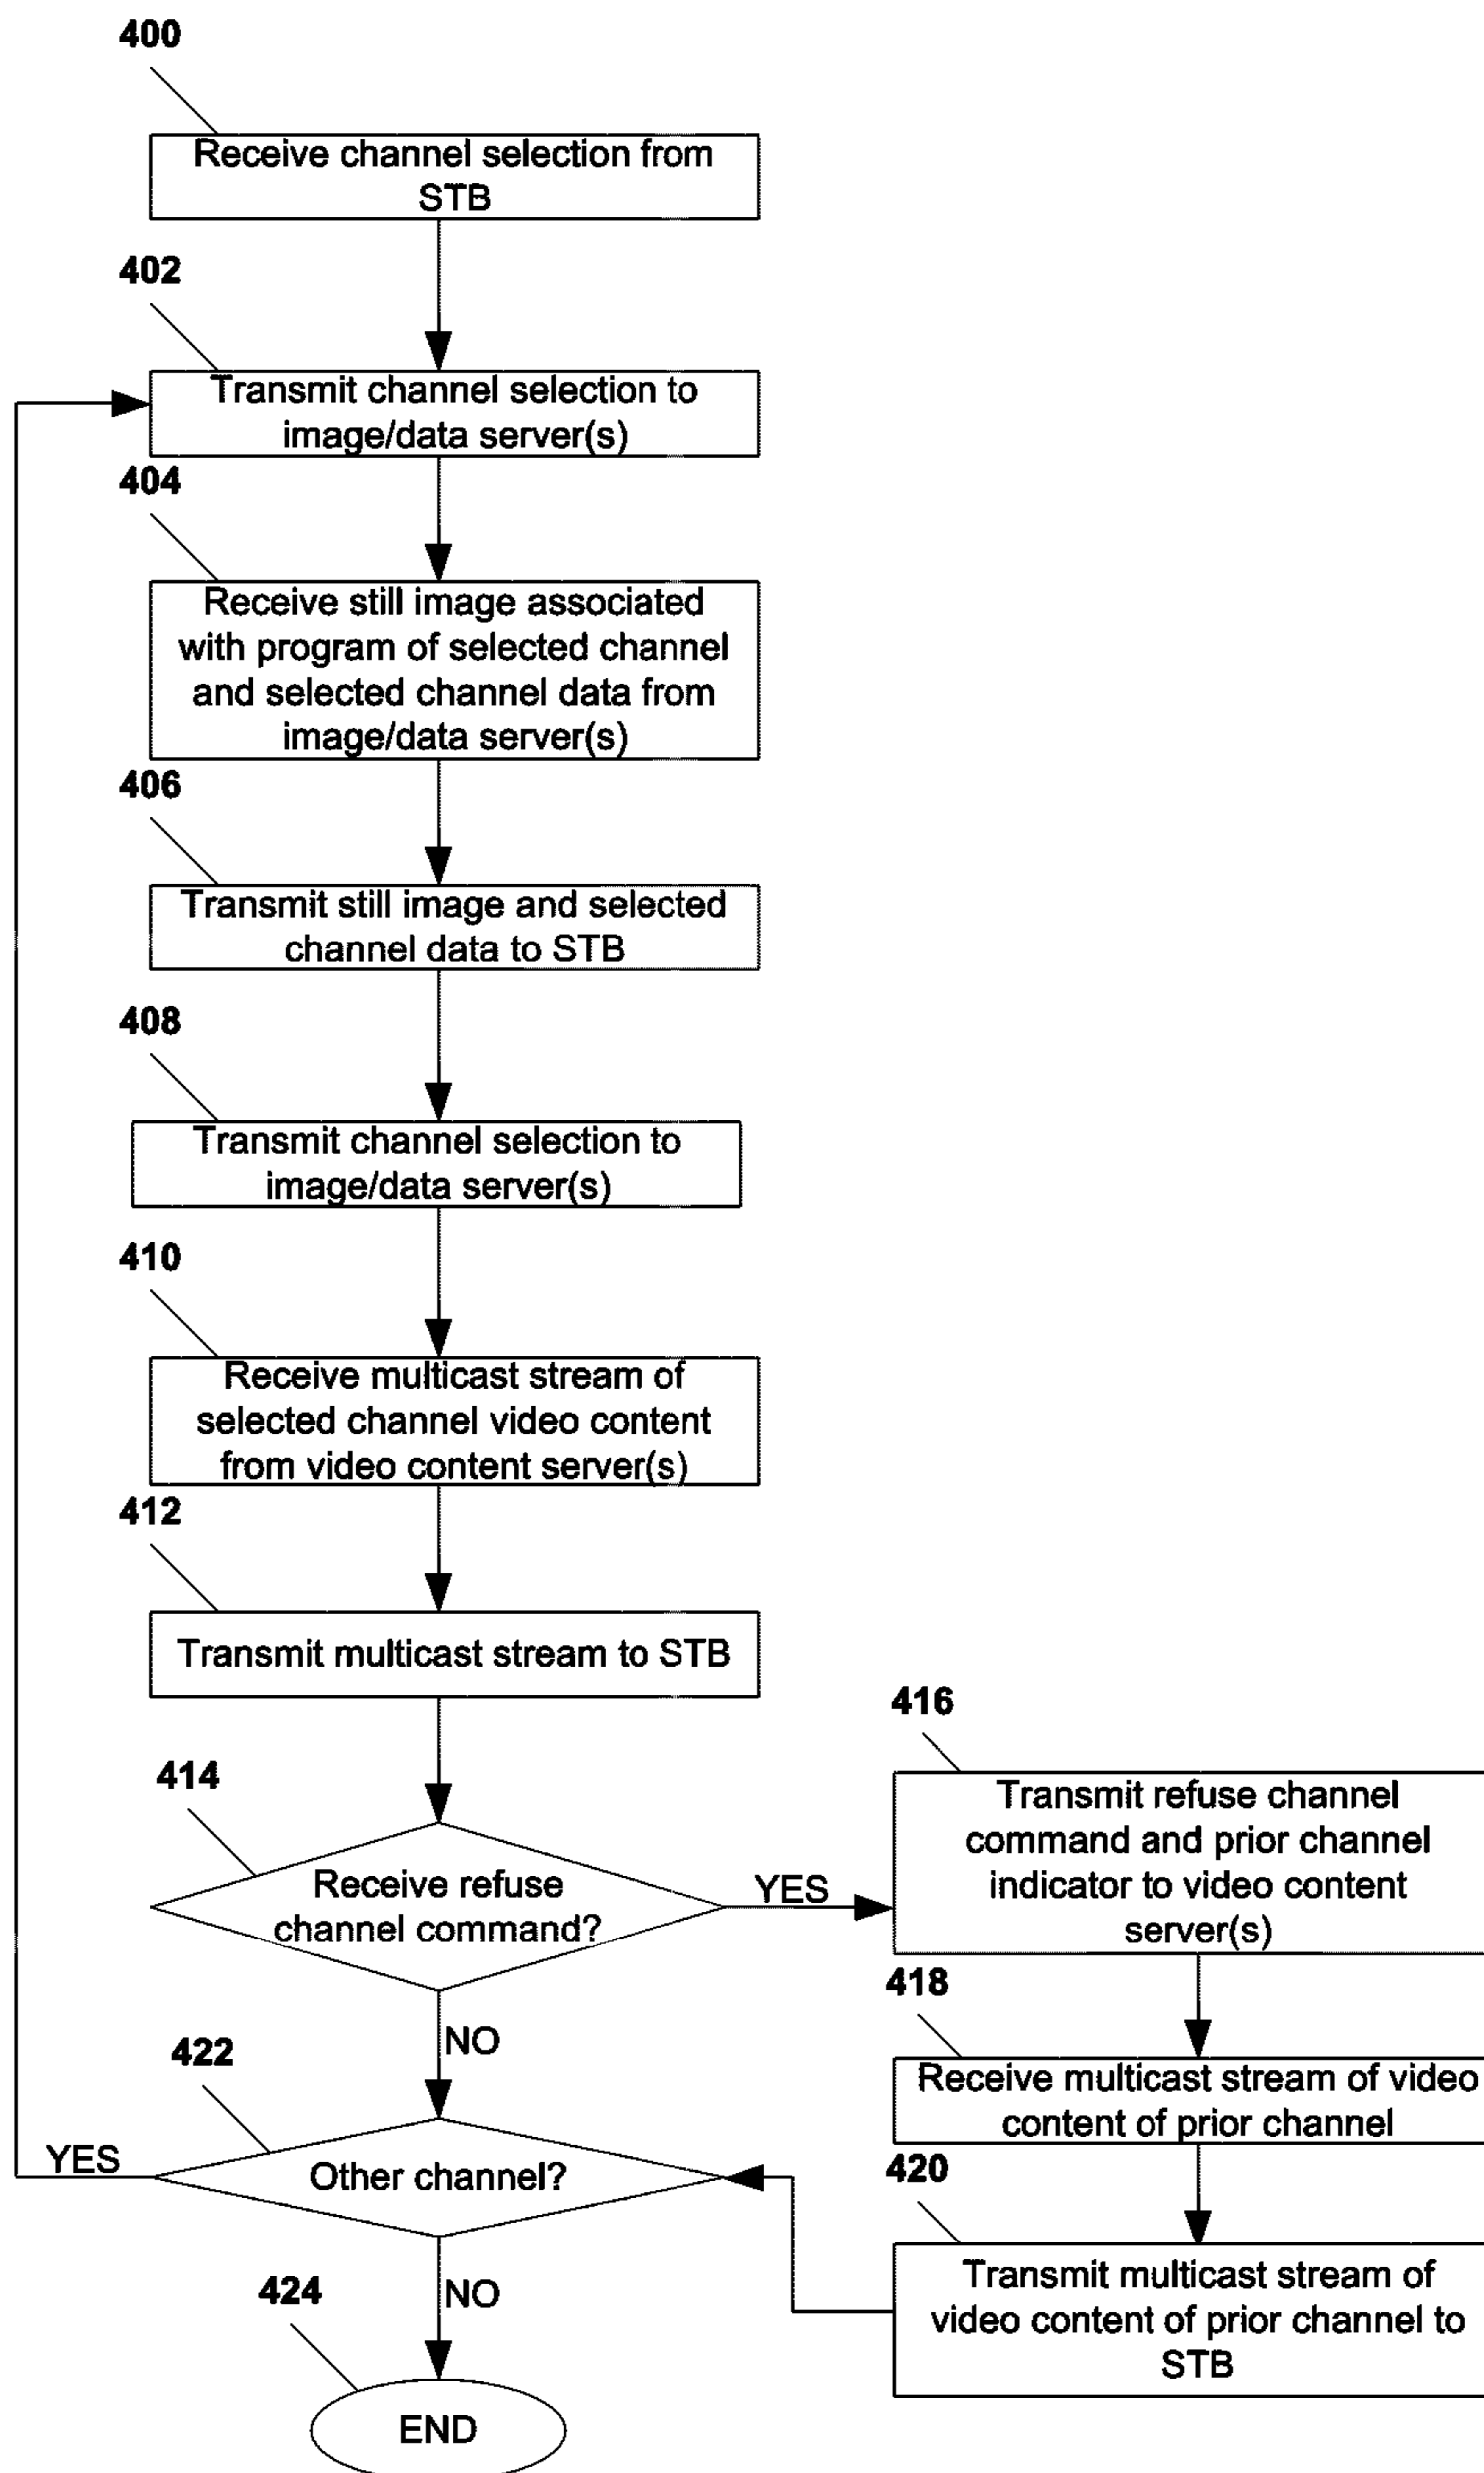 400
Receive channel selection from
STB
402
Transmit channel selection to
image/data server(s)
404
Receive still image associated
with program of selected channel
and selected channel data from
image/data server(s)
406
Transmit still image and selected
channel data to STB
408
Transmit channel selection to
image/data server(s)
410
Receive multicast stream of
selected channel video content
from video content server(s)
412
Transmit multicast stream to STB
414
Receive refuse
channel command?
YES
416
Transmit refuse channel
command and prior channel
indicator to video content
server(s)
418
Receive multicast stream of video
content of prior channel
420
Transmit multicast stream of
video content of prior channel to
STB
NO
422
Other channel?
YES
NO
424
END